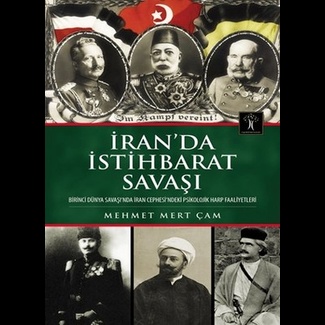 Im Kampf vereint!
İRAN'DA
İSTİHBARAT
SAVAŞI
BİRİNCİ DÜNYA SAVAŞI'NDA İRAN CEPHESİ'NDEKİ PSİKOLOJİK HARP FAALİYETLERİ
MEHMET MERT ÇAM